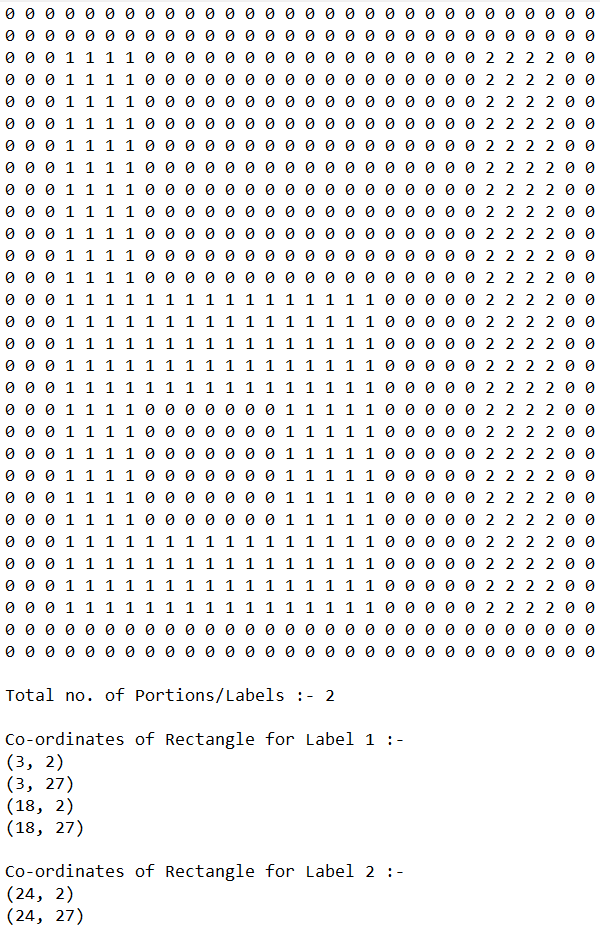 0 0 0 0 0 0 0 0 0 0 0 0 0 0 0 0 0 0 0 0 0 0 0 0 0 0 0 0 0 0
0 0 0 0 0 0 0 0 0 0 0 0 0 0 0 0 0 0 0 0 0 0 0 0 0 0 0 0 0 0
0 0 0 1 1 1 1 0 0 0 0 0 0 0 0 0 0 0 0 0 0 0 0 0 2 2 2 2 0 0
0 0 0 1 1 1 1 0 0 0 0 0 0 0 0 0 0 0 0 0 0 0 0 0 2 2 2 2 0 0
0 0 0 1 1 1 1 0 0 0 0 0 0 0 0 0 0 0 0 0 0 0 0 0 2 2 2 2 0 0
0 0 0 1 1 1 1 0 0 0 0 0 0 0 0 0 0 0 0 0 0 0 0 0 2 2 2 2 0 0
0 0 0 1 1 1 1 0 0 0 0 0 0 0 0 0 0 0 0 0 0 0 0 0 2 2 2 2 0 0
0 0 0 1 1 1 1 0 0 0 0 0 0 0 0 0 0 0 0 0 0 0 0 0 2 2 2 2 0 0
0 0 0 1 1 1 1 0 0 0 0 0 0 0 0 0 0 0 0 0 0 0 0 0 2 2 2 2 0 0
0 0 0 1 1 1 1 0 0 0 0 0 0 0 0 0 0 0 0 0 0 0 0 0 2 2 2 2 0 0
0 0 0 1 1 1 1 0 0 0 0 0 0 0 0 0 0 0 0 0 0 0 0 0 2 2 2 2 0 0
0 0 0 1 1 1 1 0 0 0 0 0 0 0 0 0 0 0 0 0 0 0 0 0 2 2 2 2 0 0
0 0 0 1 1 1 1 0 0 0 0 0 0 0 0 0 0 0 0 0 0 0 0 0 2 2 2 2 0 0
0 0 0 1 1 1 1 1 1 1 1 1 1 1 1 1 1 1 1 0 0 0 0 0 2 2 2 2 0 0
0 0 0 1 1 1 1 1 1 1 1 1 1 1 1 1 1 1 1 0 0 0 0 0 2 2 2 2 0 0
0 0 0 1 1 1 1 1 1 1 1 1 1 1 1 1 1 1 1 0 0 0 0 0 2 2 2 2 0 0
0 0 0 1 1 1 1 1 1 1 1 1 1 1 1 1 1 1 1 0 0 0 0 0 2 2 2 2 0 0
0 0 0 1 1 1 1 1 1 1 1 1 1 1 1 1 1 1 1 0 0 0 0 0 2 2 2 2 0 0
0 0 0 1 1 1 1 0 0 0 0 0 0 0 1 1 1 1 1 0 0 0 0 0 2 2 2 2 0 0
0 0 0 1 1 1 1 0 0 0 0 0 0 0 1 1 1 1 1 0 0 0 0 0 2 2 2 2 0 0
0 0 0 1 1 1 1 0 0 0 0 0 0 0 1 1 1 1 1 0 0 0 0 0 2 2 2 2 0 0
0 0 0 1 1 1 1 0 0 0 0 0 0 0 1 1 1 1 1 0 0 0 0 0 2 2 2 2 0 0
0 0 0 1 1 1 1 0 0 0 0 0 0 0 1 1 1 1 1 0 0 0 0 0 2 2 2 2 0 0
0 0 0 1 1 1 1 0 0 0 0 0 0 0 1 1 1 1 1 0 0 0 0 0 2 2 2 2 0 0
0 0 0 1 1 1 1 1 1 1 1 1 1 1 1 1 1 1 1 0 0 0 0 0 2 2 2 2 0 0
0 0 0 1 1 1 1 1 1 1 1 1 1 1 1 1 1 1 1 0 0 0 0 0 2 2 2 2 0 0
0 0 0 1 1 1 1 1 1 1 1 1 1 1 1 1 1 1 1 0 0 0 0 0 2 2 2 2 0 0
0 0 0 1 1 1 1 1 1 1 1 1 1 1 1 1 1 1 1 0 0 0 0 0 2 2 2 2 0 0
0 0 0 0 0 0 0 0 0 0 0 0 0 0 0 0 0 0 0 0 0 0 0 0 0 0 0 0 0 0
0 0 0 0 0 0 0 0 0 0 0 0 0 0 0 0 0 0 0 0 0 0 0 0 0 0 0 0 0 0
Total no. of Portions/Labels :- 2
Co-ordinates of Rectangle for Label 1 :-
(3, 2)
(3, 27)
(18, 2)
(18, 27)
Co-ordinates of Rectangle for Label 2 :-
(24, 2)
(24, 27)